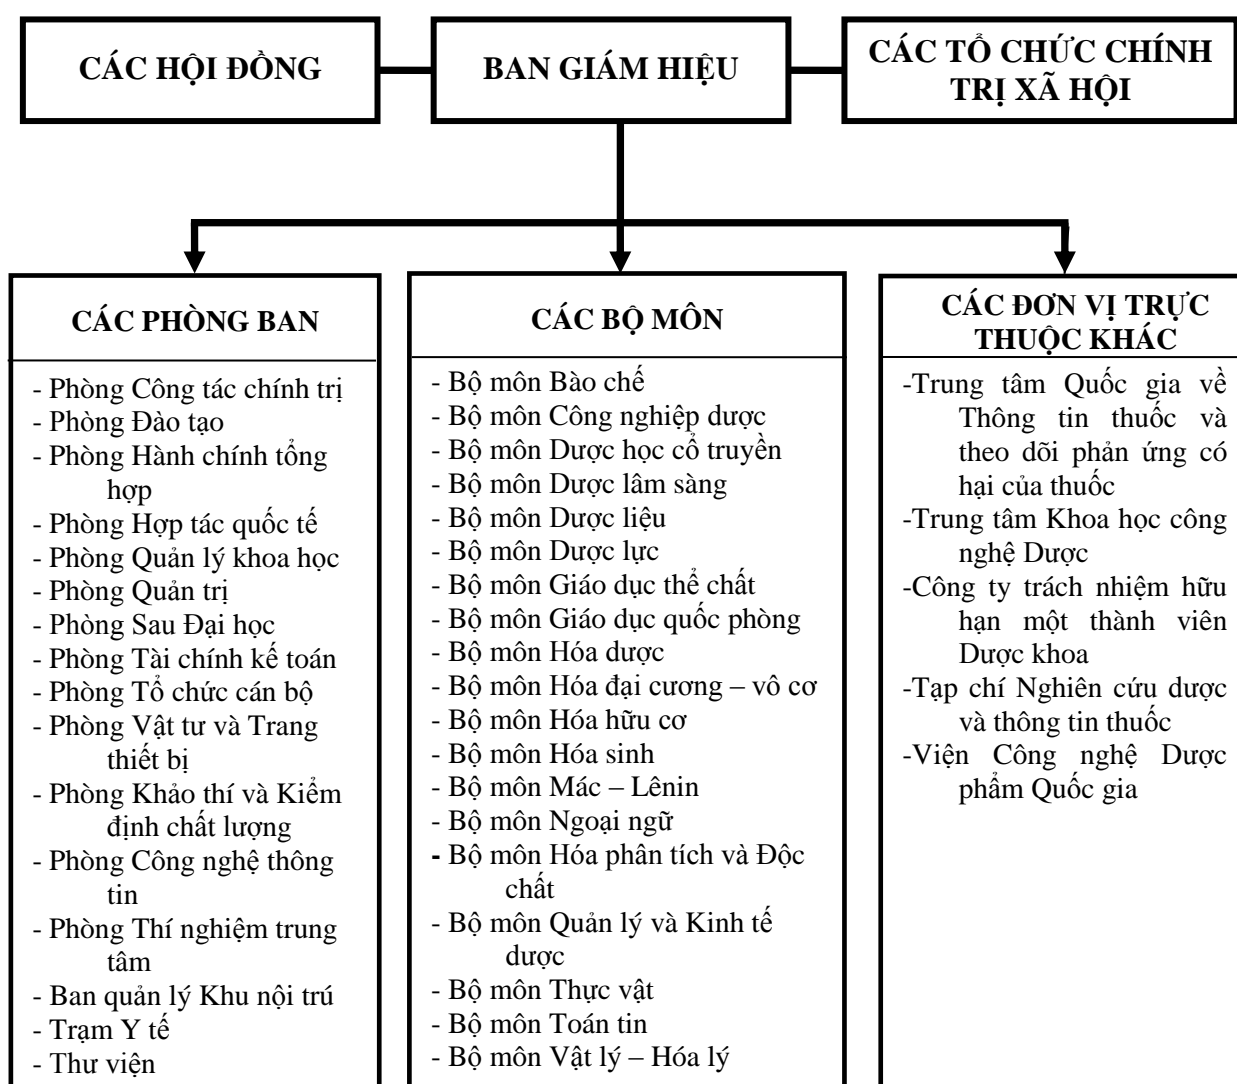 CÁC HỘI ĐỒNG
BAN GIÁM HIỆU
CÁC TỔ CHỨC CHÍNH
TRỊ XÃ HỘI
CÁC PHÒNG BAN
- Phòng Công tác chính trị
- Phòng Đào tạo
- Phòng Hành chính tổng
hợp
- Phòng Hợp tác quốc tế
- Phòng Quản lý khoa học
- Phòng Quản trị
- Phòng Sau Đại học
- Phòng Tài chính kế toán
- Phòng Tổ chức cán bộ
- Phòng Vật tư và Trang
thiết bị
- Phòng Khảo thí và Kiểm
định chất lượng
- Phòng Công nghệ thông
tin
- Phòng Thí nghiệm trung
tâm
- Ban quản lý Khu nội trú
- Trạm Y tế
- Thư viện
CÁC BỘ MÔN
- Bộ môn Bào chế
- Bộ môn Công nghiệp dược
- Bộ môn Dược học cổ truyền
- Bộ môn Dược lâm sàng
- Bộ môn Dược liệu
- Bộ môn Dược lực
- Bộ môn Giáo dục thể chất
- Bộ môn Giáo dục quốc phòng
- Bộ môn Hóa dược
- Bộ môn Hóa đại cương – vô cơ
- Bộ môn Hóa hữu cơ
- Bộ môn Hóa sinh
- Bộ môn Mác – Lênin
- Bộ môn Ngoại ngữ
- Bộ môn Hóa phân tích và Độc
chất
- Bộ môn Quản lý và Kinh tế
dược
- Bộ môn Thực vật
- Bộ môn Toán tin
- Bộ môn Vật lý – Hóa lý
CÁC ĐƠN VỊ TRỰC
THUỘC KHÁC
-Trung tâm Quốc gia về
Thông tin thuốc và
theo dõi phản ứng có
hại của thuốc
-Trung tâm Khoa học công
nghệ Dược
-Công ty trách nhiệm hữu
hạn một thành viên
Dược khoa
-Tạp chí Nghiên cứu dược
và thông tin thuốc
-Viện Công nghệ Dược
phẩm Quốc gia